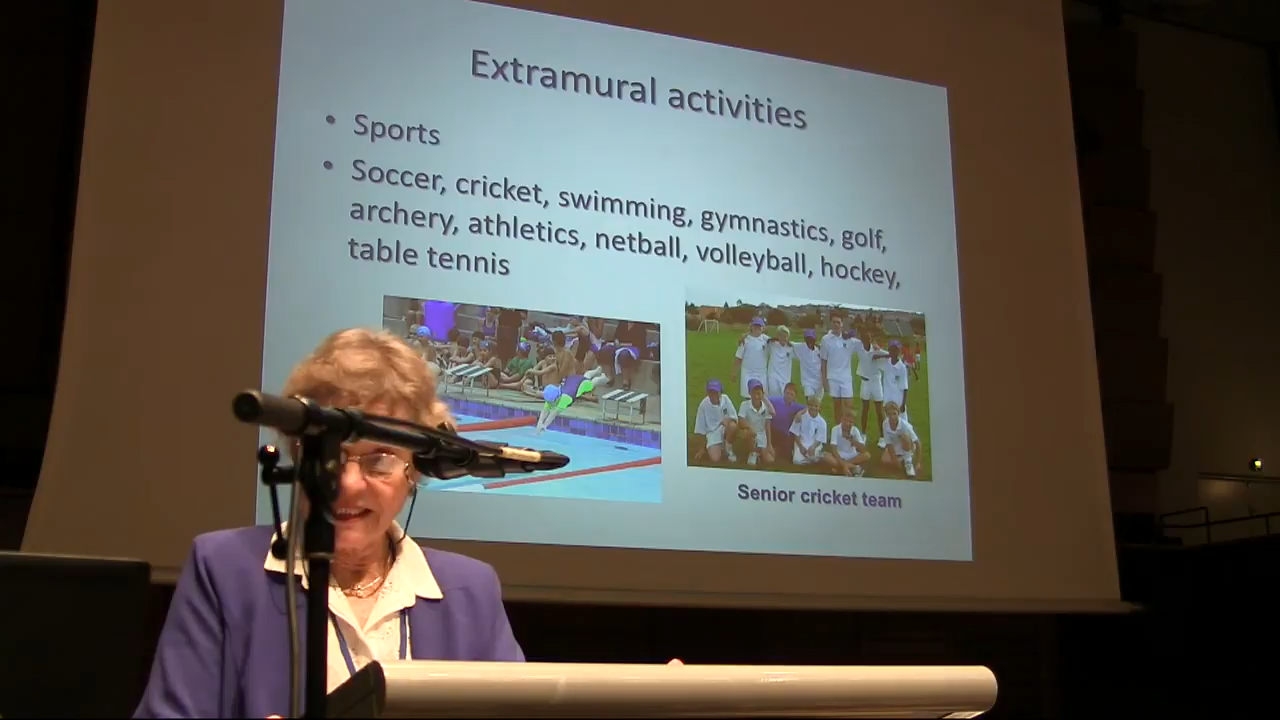 Extramural activities
• Sports
• Soccer, cricket, swimming, gymnastics, golf,
archery, athletics, netball, volleyball, hockey,
table tennis
Senior cricket team